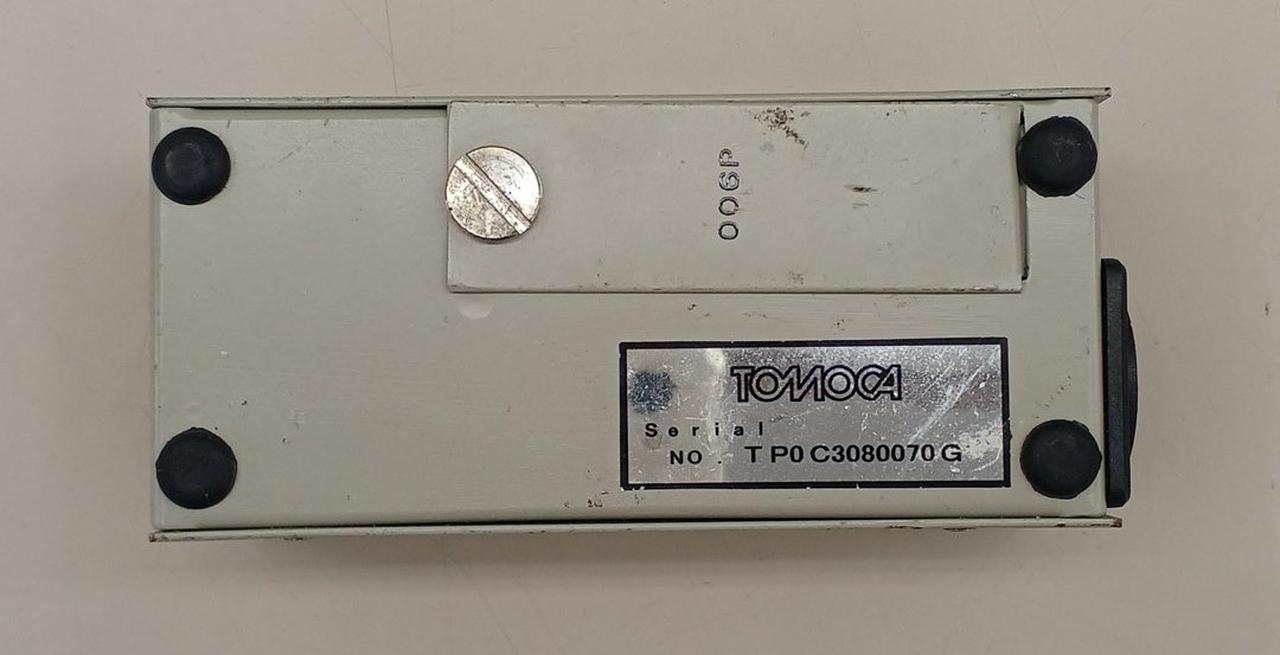 006P
TOMOCA
Serial
NO. TP0C3080070G